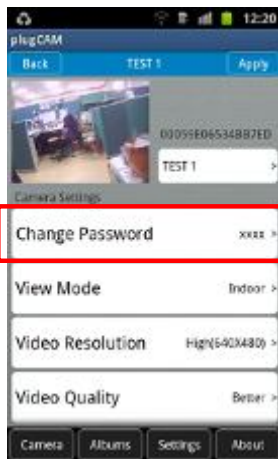 12:20
plugCAM
Back TEST 1 Apply
TEST 1 >
Camera Settings
Change Password xxxx >
View Mode Indoor >
Video Resolution High(640X480) >
Video Quality Better >
Camera Albums Settings About